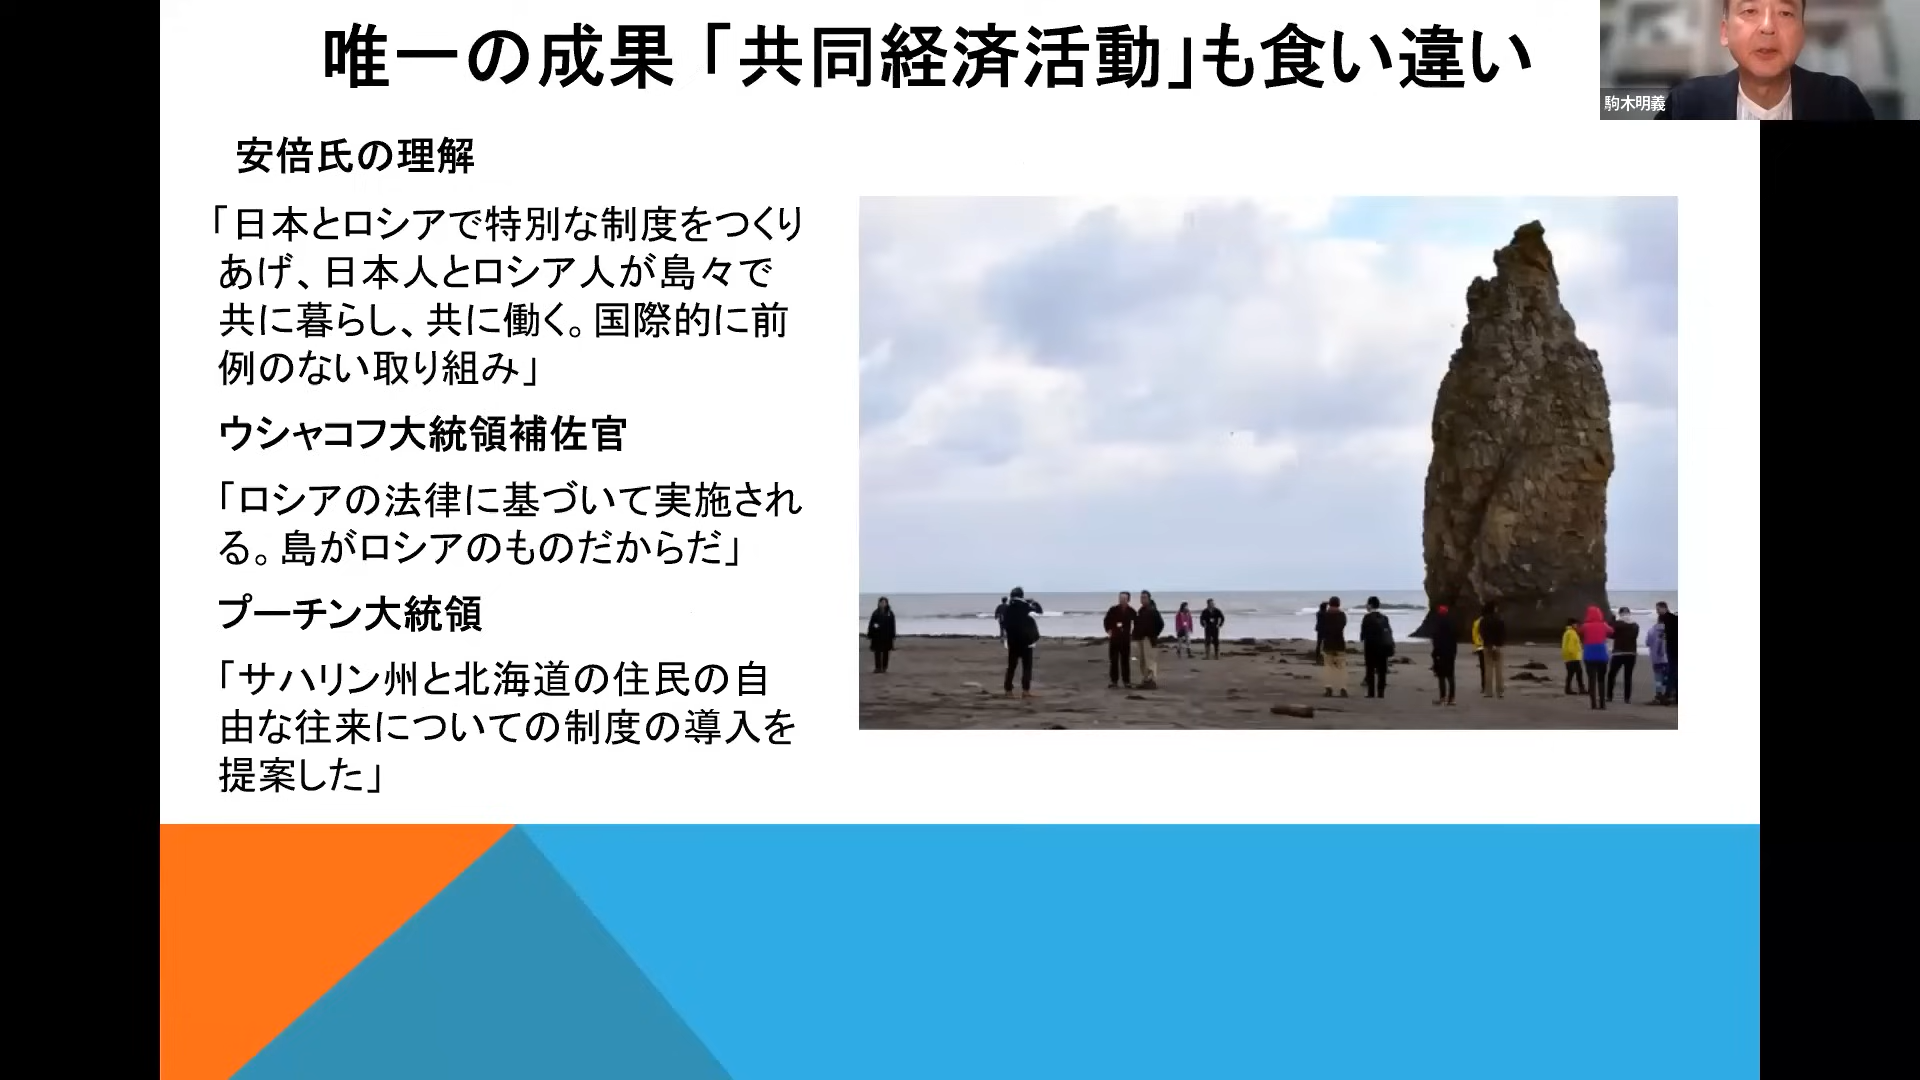 唯一の成果「共同経済活動」も食い違い
駒木明義
安倍氏の理解
「日本とロシアで特別な制度をつくり
あげ、日本人とロシア人が島々で
共に暮らし、共に働く。国際的に前
例のない取り組み」
ウシャコフ大統領補佐官
「ロシアの法律に基づいて実施され
る。島がロシアのものだからだ」
プーチン大統領
「サハリン州と北海道の住民の自
由な往来についての制度の導入を
提案した」